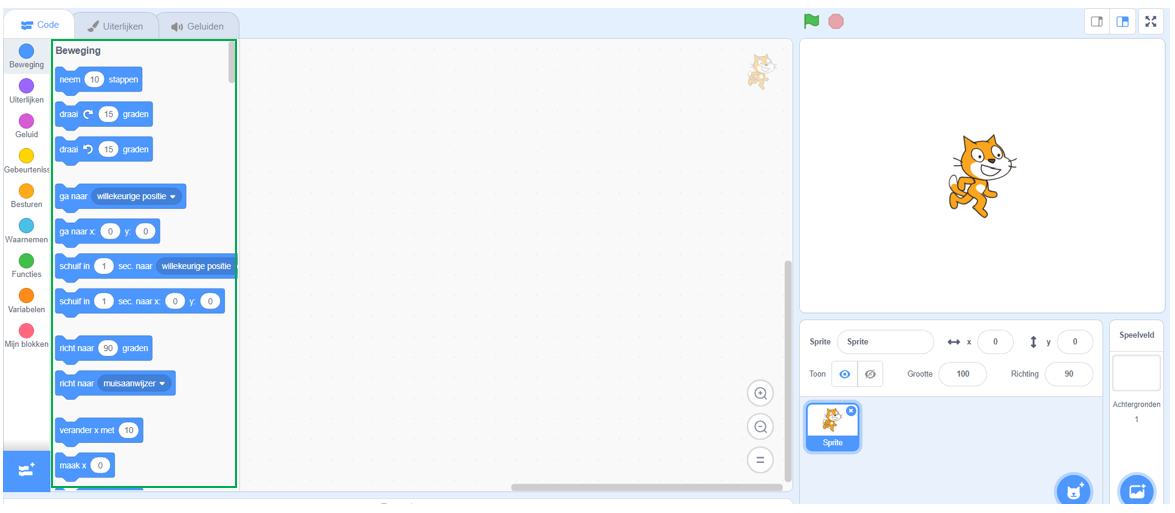 Code
Uiterlijken
Geluiden
Beweging
Uiterlijken
Geluid
Gebeurteniss
Besturen
Waarnemen
Functies
Variabelen
Mijn blokken
Beweging
neem 10 stappen
draai 15 graden
draai 15 graden
ga naar willekeurige positie
ga naar x: 0 y: 0
schuif in 1 sec. naar willekeurige positie
schuif in 1 sec. naar x: 0 y: 0
richt naar 90 graden
richt naar muisaanwijzer
verander x met 10
maak x 0
Sprite Sprite x 0 y 0
Toon Grootte 100 Richting 90
Sprite
Speelveld
Achtergronden
1